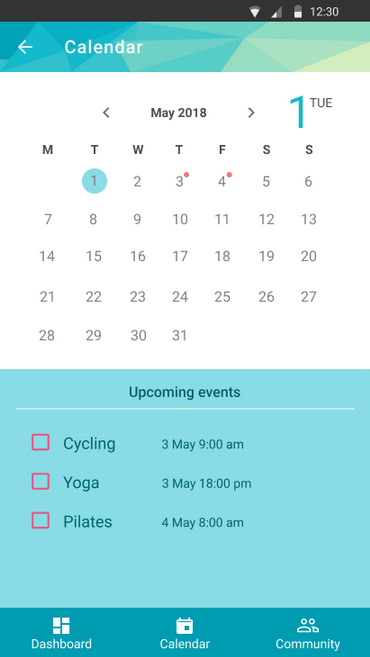 12:30
Calendar
May 2018
1 TUE
M T W T F S S
1 2 3 4 5 6
7 8 9 10 11 12 13
14 15 16 17 18 19 20
21 22 23 24 25 26 27
28 29 30 31
Upcoming events
Cycling 3 May 9:00 am
Yoga 3 May 18:00 pm
Pilates 4 May 8:00 am
Dashboard Calendar Community